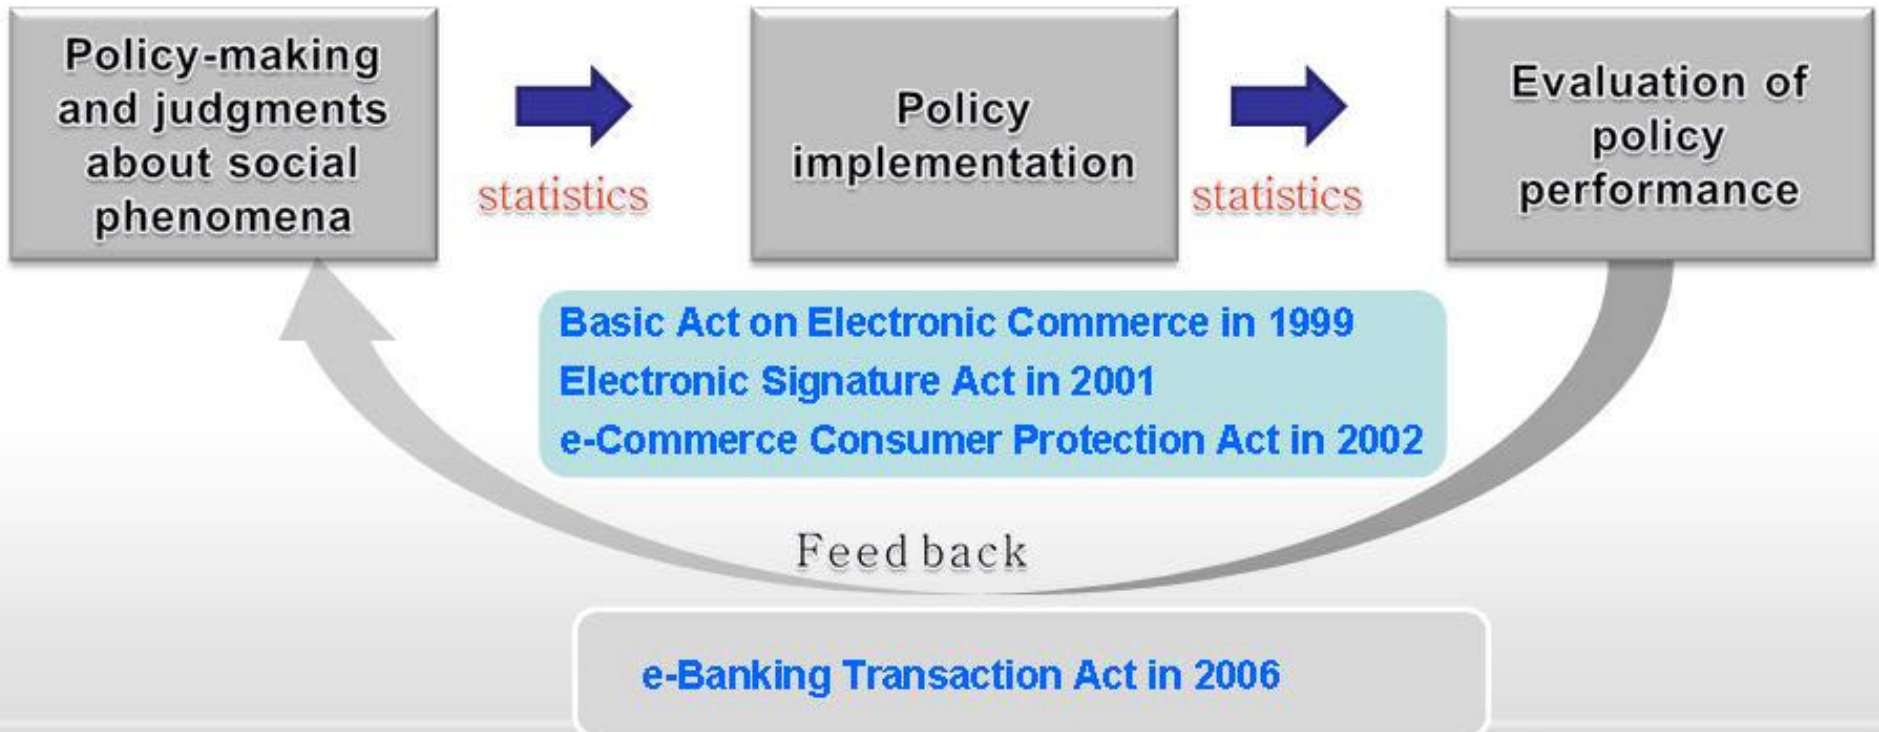 Policy-making
and judgments
about social
phenomena
statistics
Policy
implementation
statistics
Evaluation of
policy
performance
Basic Act on Electronic Commerce in 1999
Electronic Signature Act in 2001
e-Commerce Consumer Protection Act in 2002
Feed back
e-Banking Transaction Act in 2006